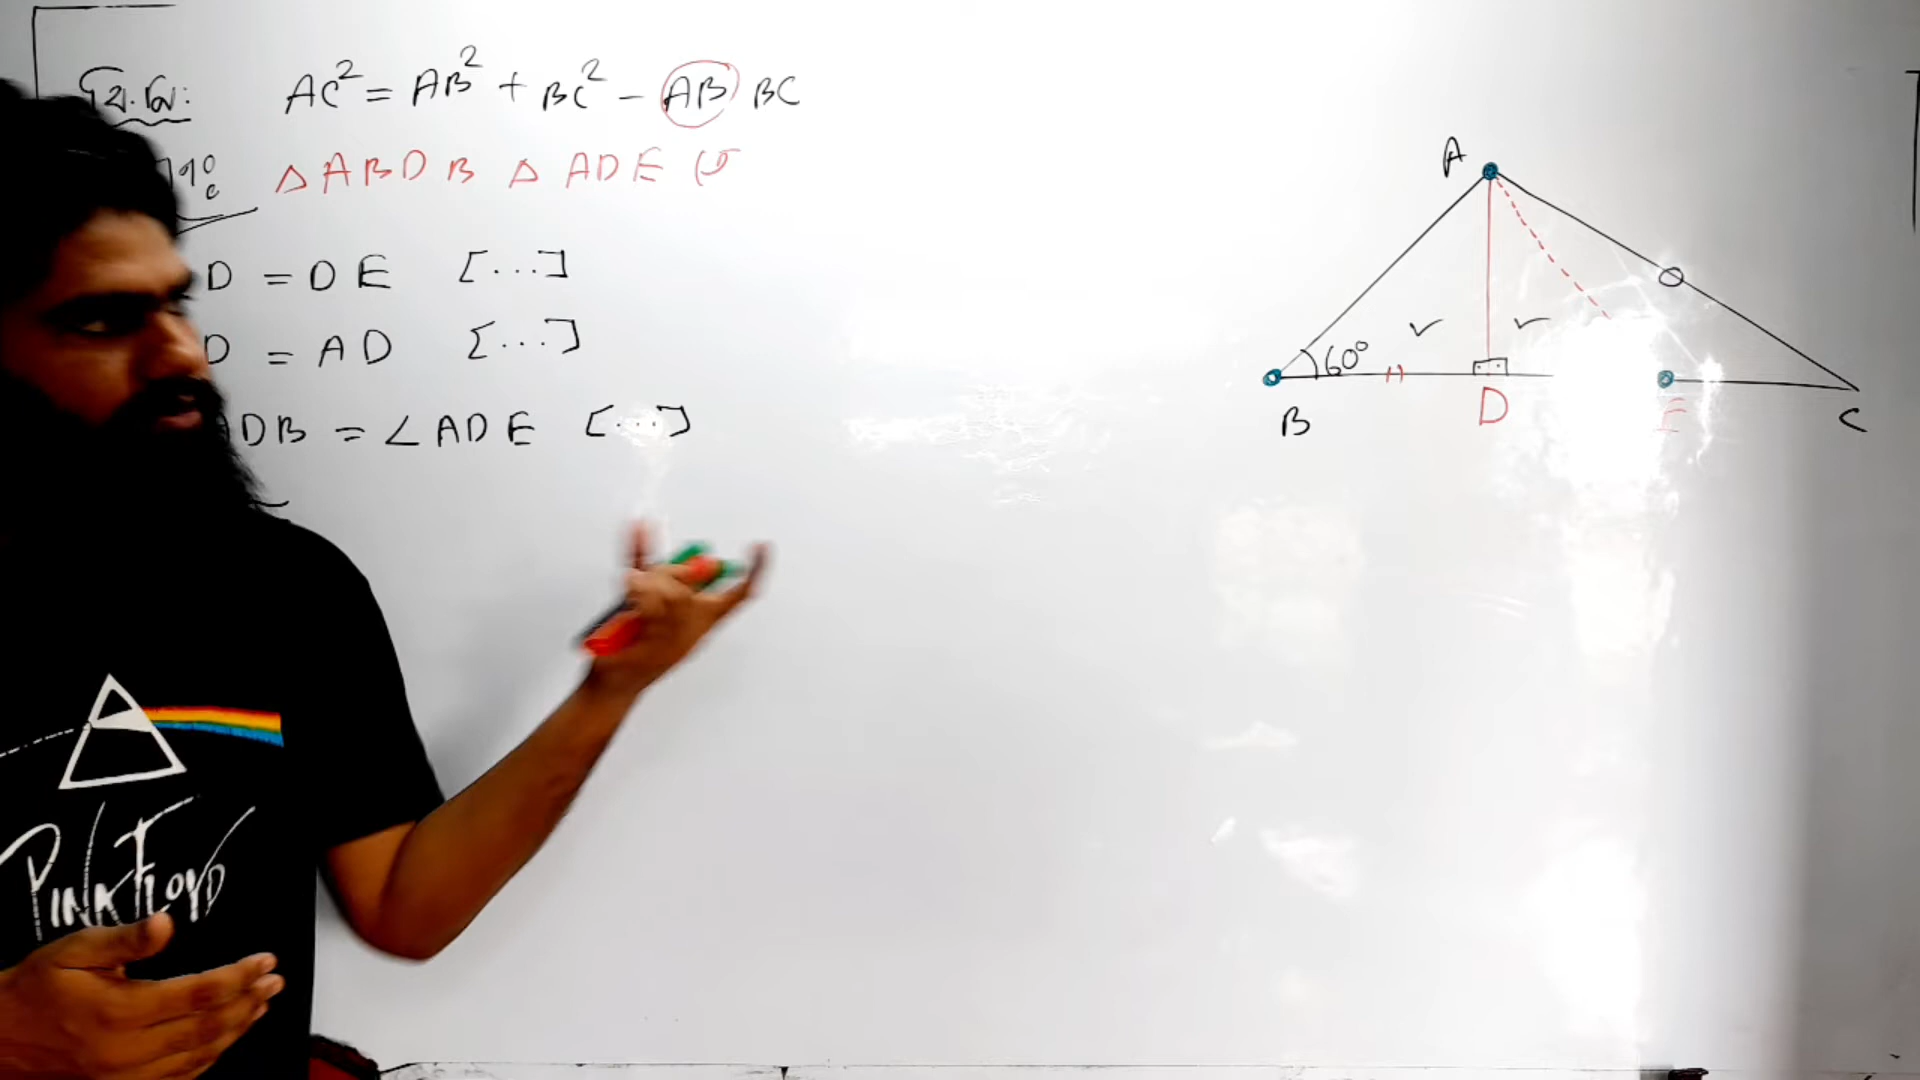 AC² = AB² + BC² - AB BC
△ ABD B △ ADE
D = DE [...]
D = AD [...]
DB = ∠ADE [...]
A
60°
B
D
E
C
PINK FLOYD